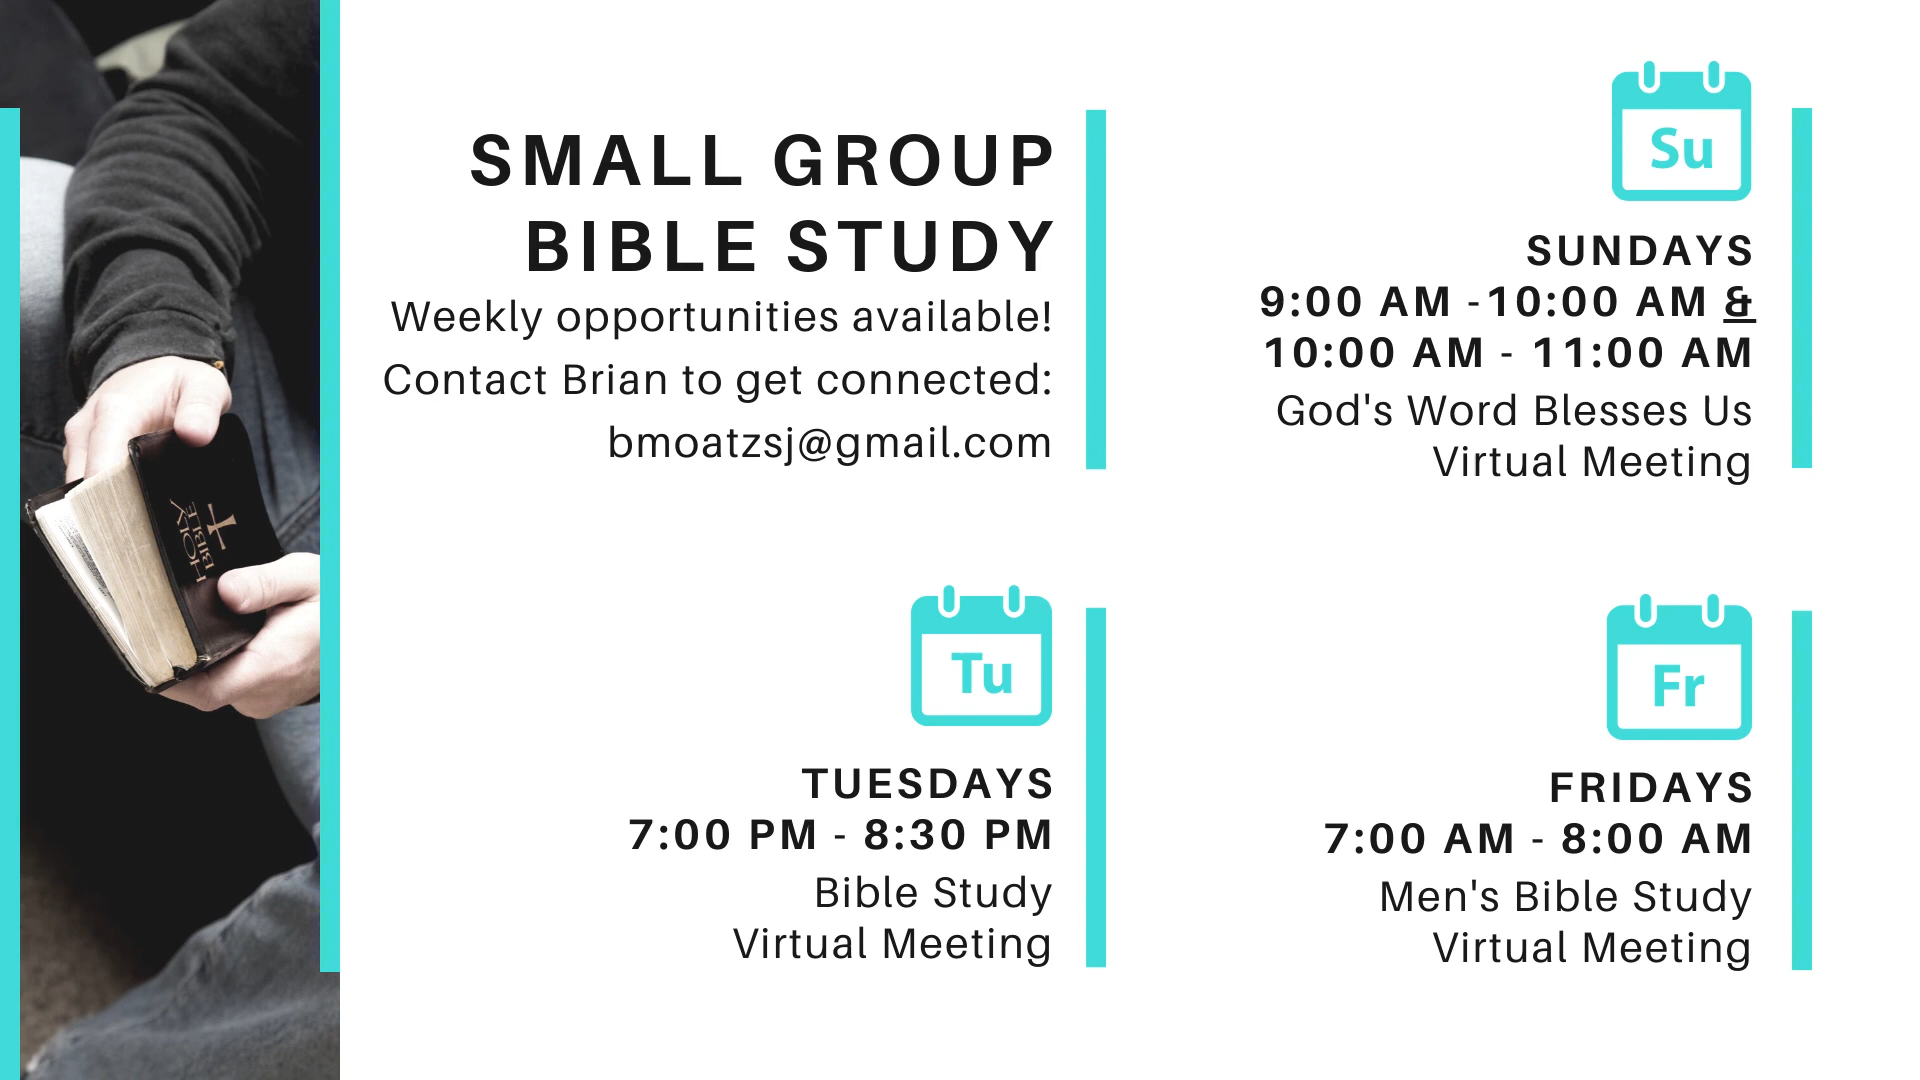 SMALL GROUP
BIBLE STUDY
Weekly opportunities available!
Contact Brian to get connected:
bmoatzsj@gmail.com
Su
SUNDAYS
9:00 AM -10:00 AM &
10:00 AM - 11:00 AM
God's Word Blesses Us
Virtual Meeting
Tu
TUESDAYS
7:00 PM - 8:30 PM
Bible Study
Virtual Meeting
Fr
FRIDAYS
7:00 AM - 8:00 AM
Men's Bible Study
Virtual Meeting
HOLY
BIBLE